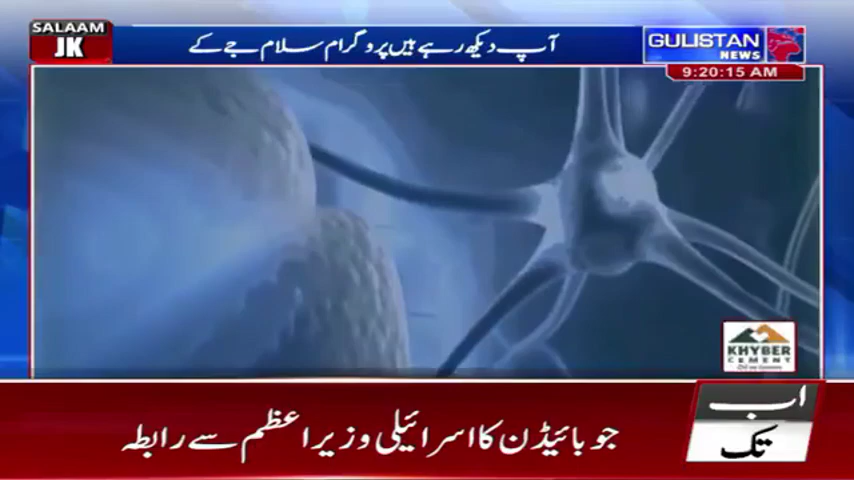 SALAAM
JK
آپ دیکھ رہے ہیں پروگرام سلام جے کے
GULISTAN
NEWS
9:20:15 AM
KHYBER
CEMENT
اب
تک
جو بائیڈن کا اسرائیلی وزیراعظم سے رابطہ